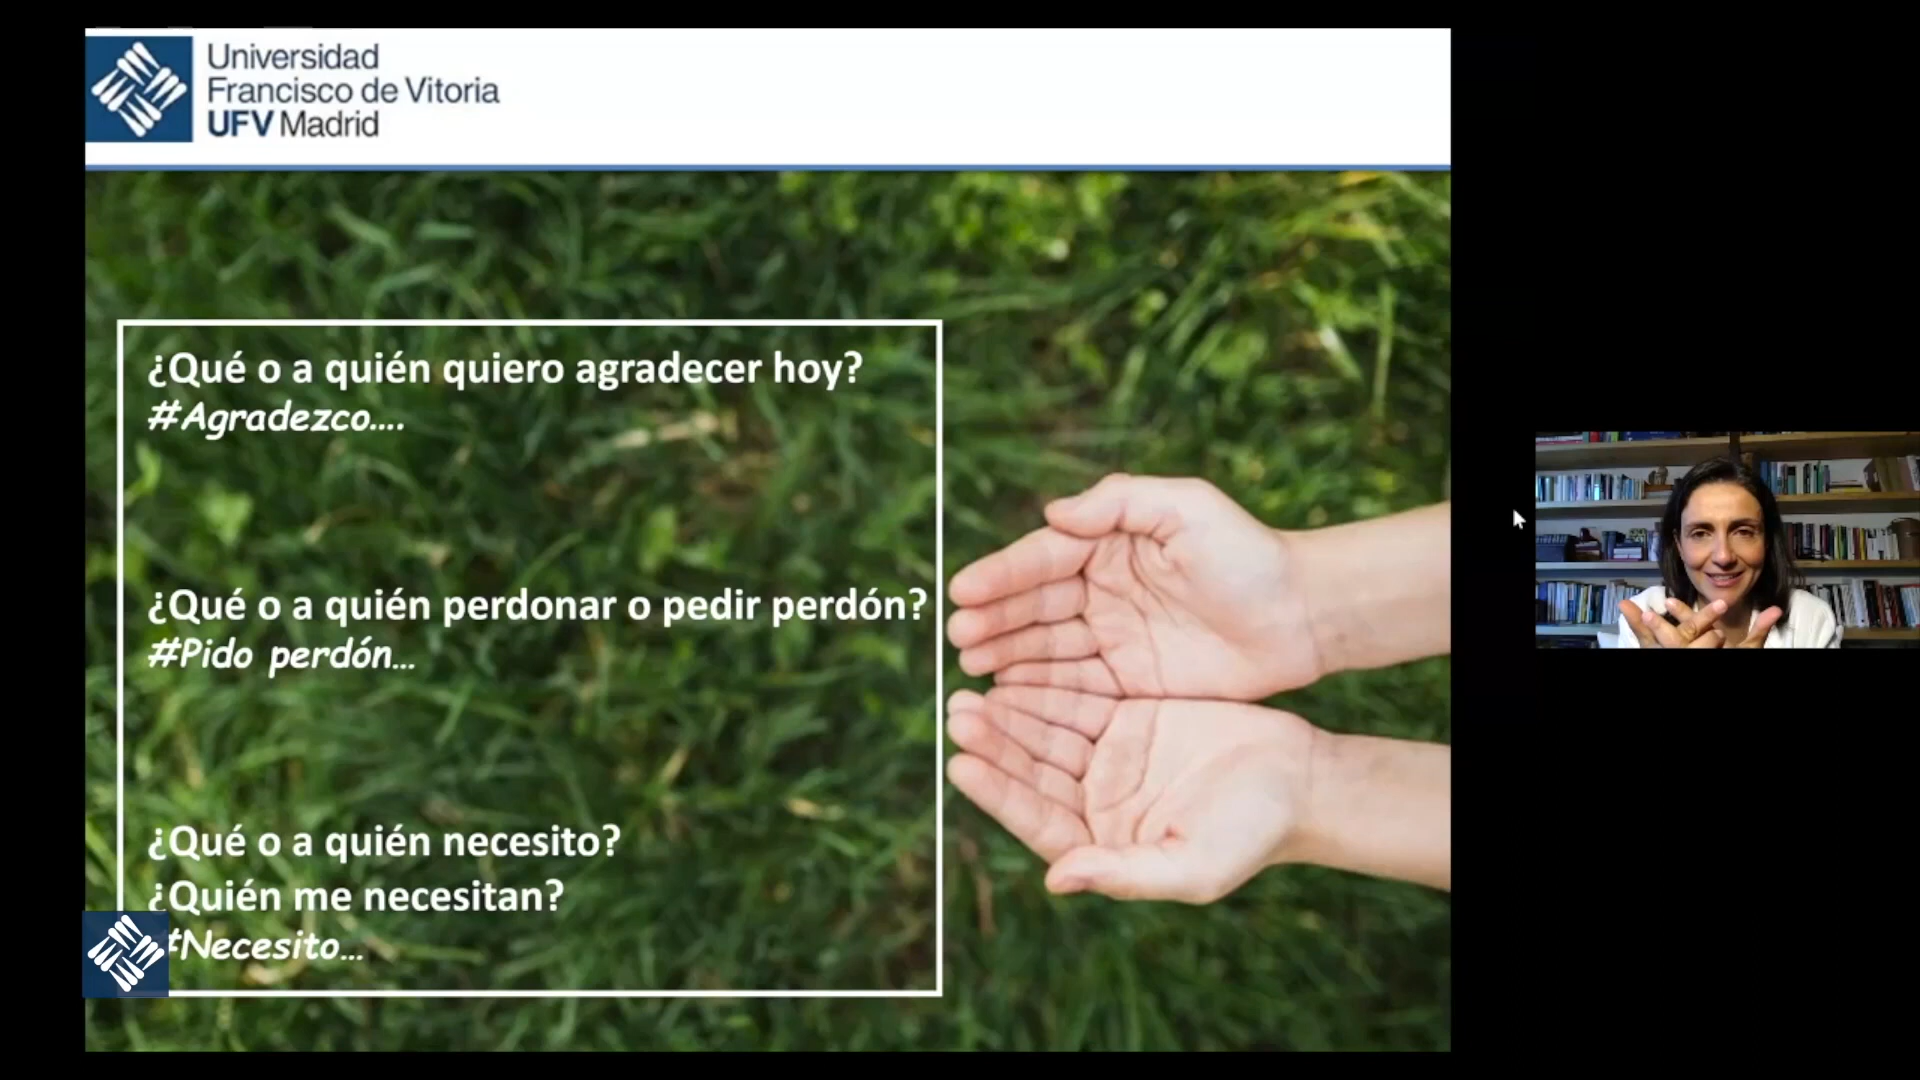 Universidad
Francisco de Vitoria
UFV Madrid
¿Qué o a quién quiero agradecer hoy?
#Agradezco....
¿Qué o a quién perdonar o pedir perdón?
#Pido perdón...
¿Qué o a quién necesito?
¿Quién me necesitan?
#Necesito...